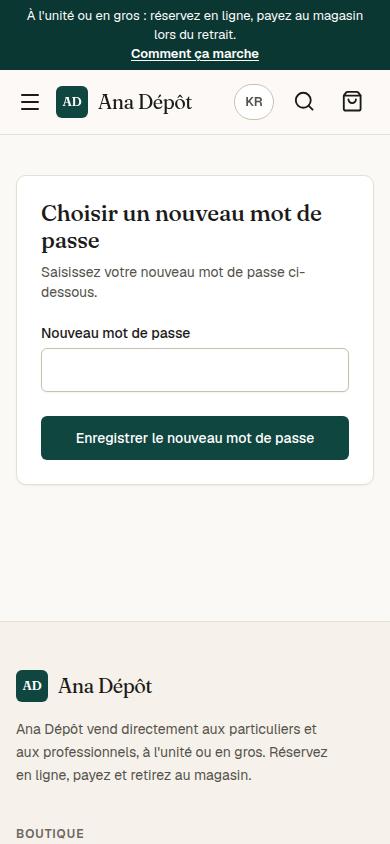 À l'unité ou en gros : réservez en ligne, payez au magasin
lors du retrait.
Comment ça marche
AD Ana Dépôt KR
Choisir un nouveau mot de
passe
Saisissez votre nouveau mot de passe ci-
dessous.
Nouveau mot de passe
Enregistrer le nouveau mot de passe
AD Ana Dépôt
Ana Dépôt vend directement aux particuliers et
aux professionnels, à l'unité ou en gros. Réservez
en ligne, payez et retirez au magasin.
BOUTIQUE